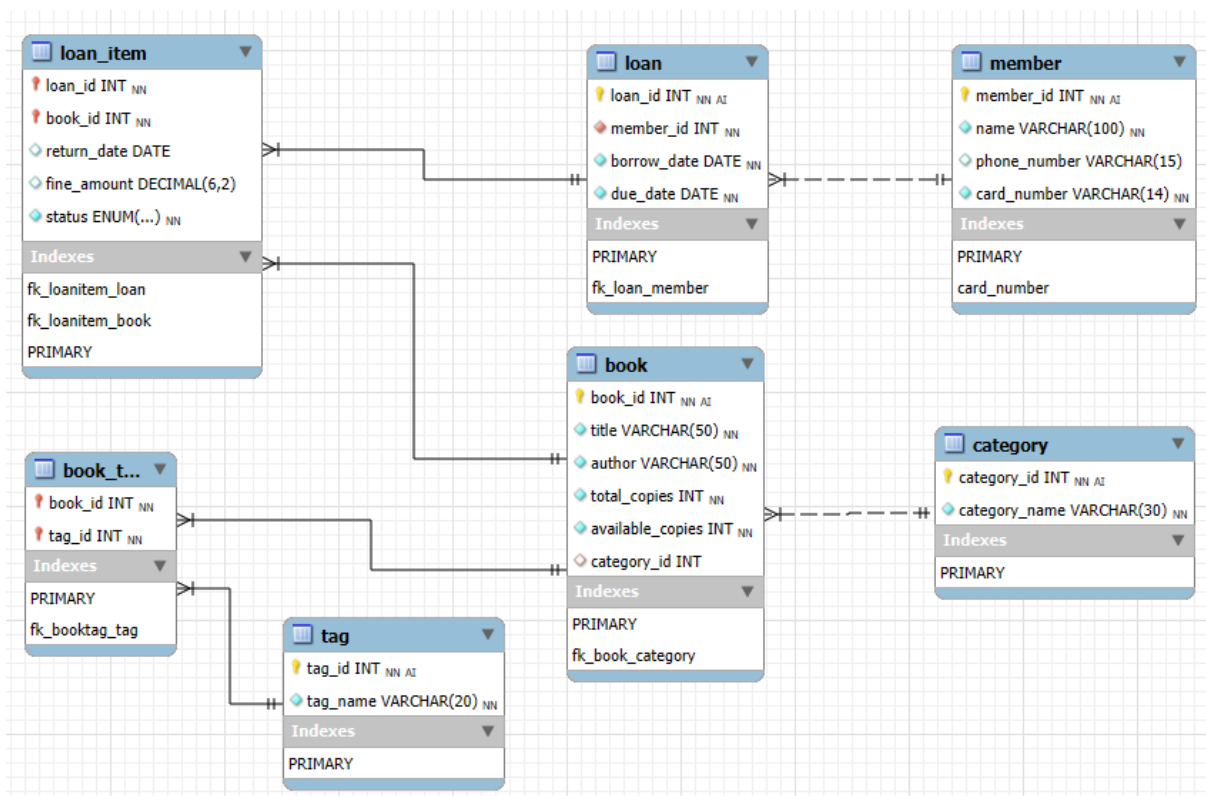 loan_item
loan_id INT NN
book_id INT NN
return_date DATE
fine_amount DECIMAL(6,2)
status ENUM(...) NN
Indexes
fk_loanitem_loan
fk_loanitem_book
PRIMARY
loan
loan_id INT NN AI
member_id INT NN
borrow_date DATE NN
due_date DATE NN
Indexes
PRIMARY
fk_loan_member
member
member_id INT NN AI
name VARCHAR(100) NN
phone_number VARCHAR(15)
card_number VARCHAR(14) NN
Indexes
PRIMARY
card_number
book
book_id INT NN AI
title VARCHAR(50) NN
author VARCHAR(50) NN
total_copies INT NN
available_copies INT NN
category_id INT
Indexes
PRIMARY
fk_book_category
category
category_id INT NN AI
category_name VARCHAR(30) NN
Indexes
PRIMARY
book_t...
book_id INT NN
tag_id INT NN
Indexes
PRIMARY
fk_booktag_tag
tag
tag_id INT NN AI
tag_name VARCHAR(20) NN
Indexes
PRIMARY